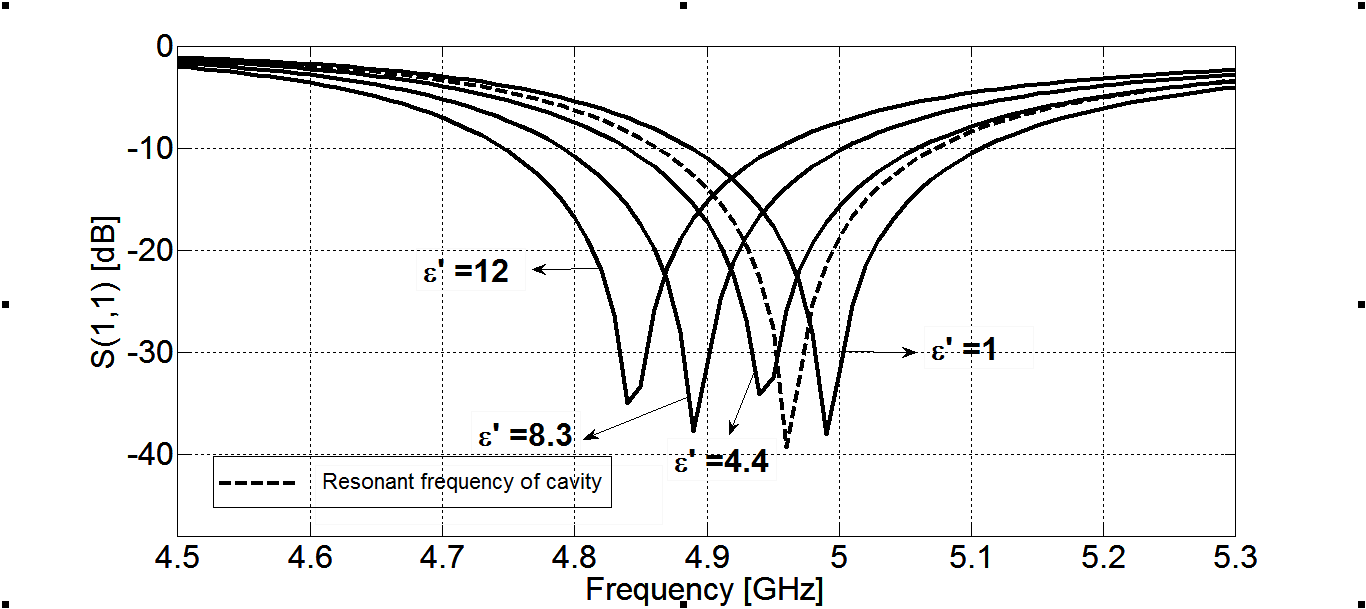 0
-10
-20
-30
-40
S(1,1) [dB]
ε' =12
ε' =1
ε' =8.3
ε' =4.4
Resonant frequency of cavity
4.5 4.6 4.7 4.8 4.9 5 5.1 5.2 5.3
Frequency [GHz]